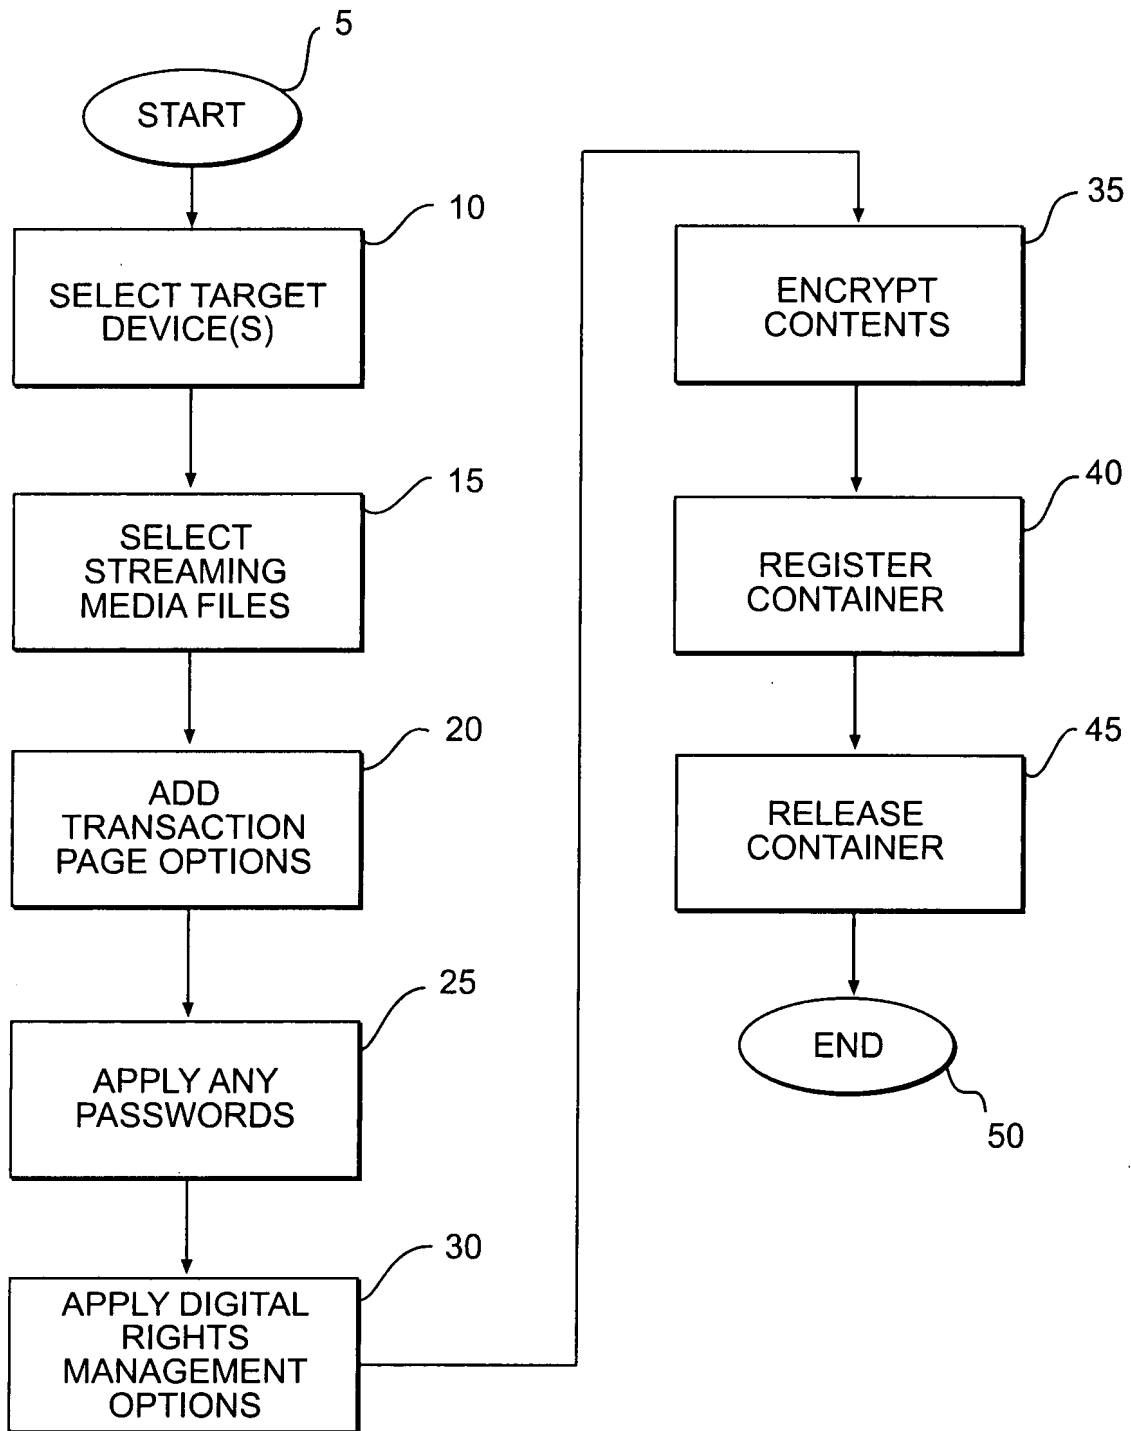 5
START
10
SELECT TARGET
DEVICE(S)
15
SELECT
STREAMING
MEDIA FILES
20
ADD
TRANSACTION
PAGE OPTIONS
25
APPLY ANY
PASSWORDS
30
APPLY DIGITAL
RIGHTS
MANAGEMENT
OPTIONS
35
ENCRYPT
CONTENTS
40
REGISTER
CONTAINER
45
RELEASE
CONTAINER
END
50